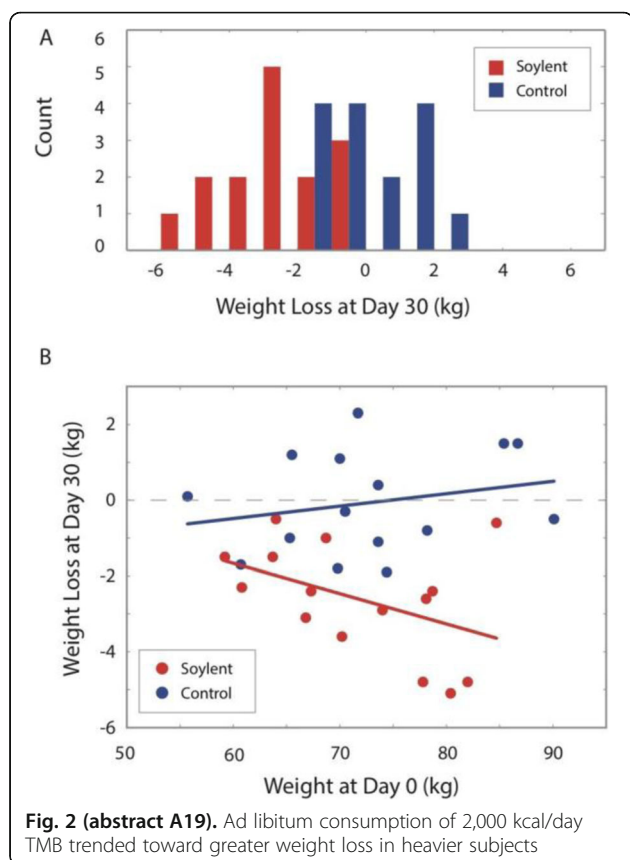 A
6
5
4
3
2
1
0
Count
Soylent
Control
-6 -4 -2 0 2 4 6
Weight Loss at Day 30 (kg)
B
2
0
-2
-4
-6
Weight Loss at Day 30 (kg)
Soylent
Control
50 60 70 80 90
Weight at Day 0 (kg)
Fig. 2 (abstract A19). Ad libitum consumption of 2,000 kcal/day
TMB trended toward greater weight loss in heavier subjects